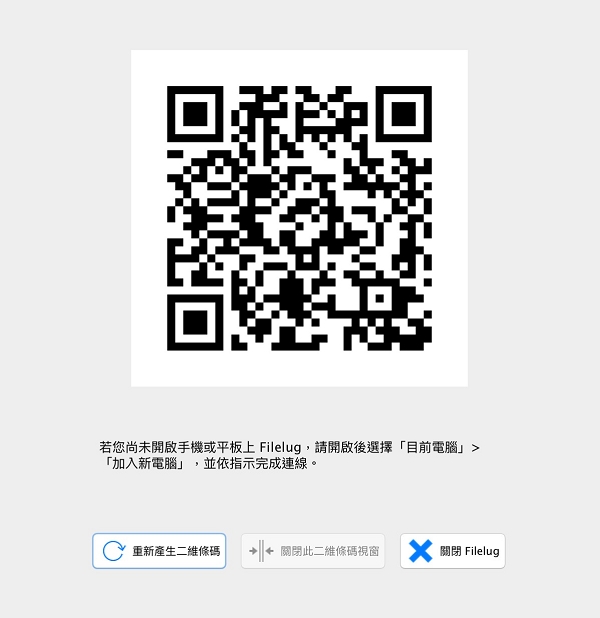 若您尚未開啟手機或平板上 Filelug，請開啟後選擇「目前電腦」>
「加入新電腦」，並依指示完成連線。
重新產生二維條碼
關閉此二維條碼視窗
關閉 Filelug